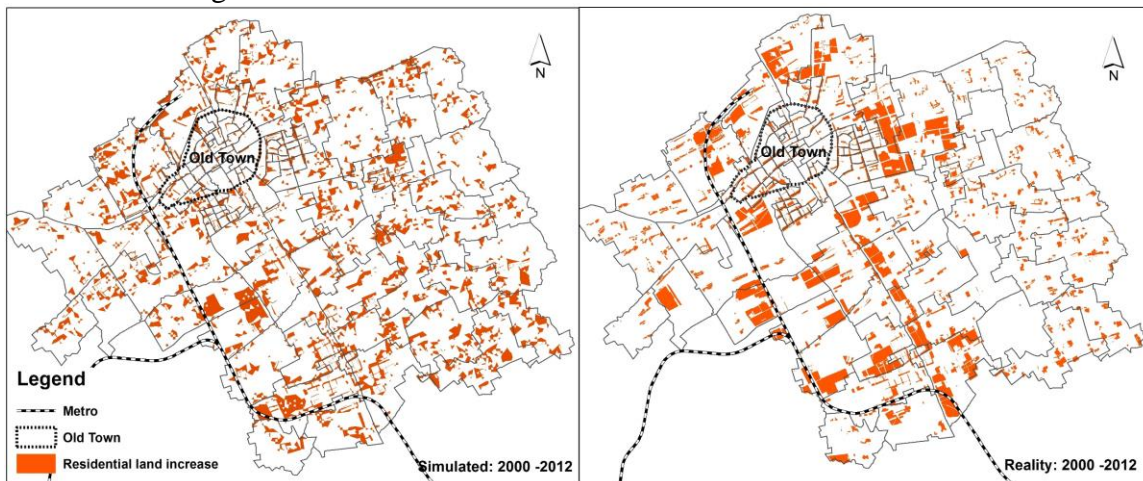 N
Old Town
Legend
Metro
Old Town
Residential land increase
Simulated: 2000 -2012
N
Old Town
Reality: 2000 -2012